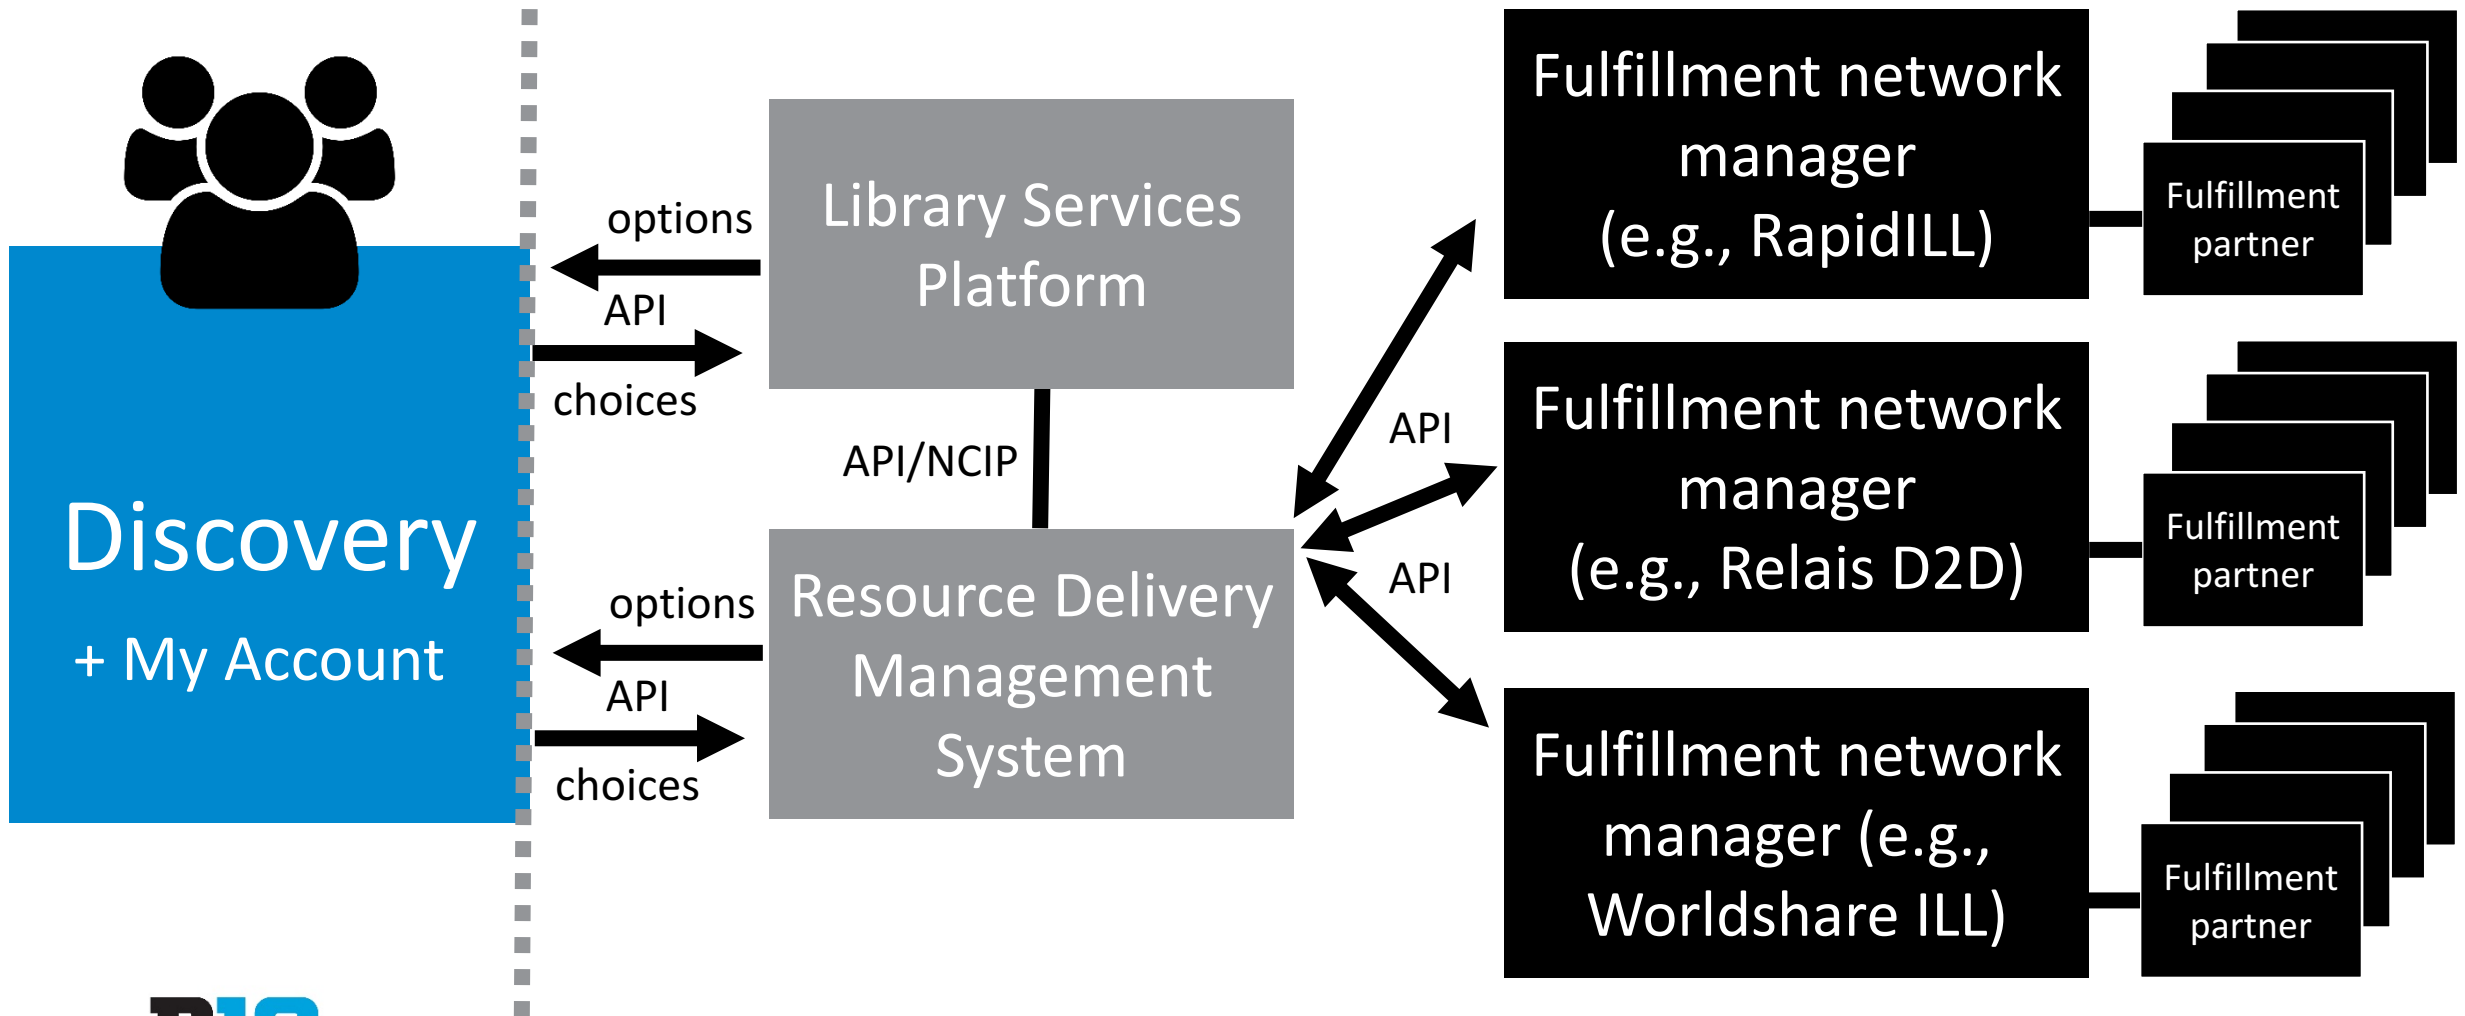 Discovery
+ My Account
options
API
choices
Library Services
Platform
API/NCIP
options
API
choices
Resource Delivery
Management
System
API
API
Fulfillment network
manager
(e.g., RapidILL)
Fulfillment
partner
Fulfillment network
manager
(e.g., Relais D2D)
Fulfillment
partner
Fulfillment network
manager (e.g.,
Worldshare ILL)
Fulfillment
partner